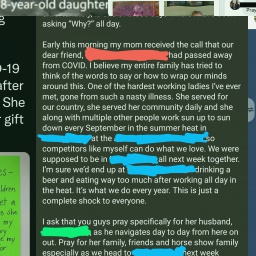 8-year-old daughter
asking "Why?" all day.
Early this morning my mom received the call that our
dear friend, had passed away
from COVID. I believe my entire family has tried to
think of the words to say or how to wrap our minds
around this. One of the hardest working ladies I've ever
met, gone from such a nasty illness. She served for
our country, she served her community daily and she
along with multiple other people work sun up to sun
down every September in the summer heat in
at the so
competitors like myself can do what we love. We were
supposed to be in all next week together.
I'm sure we'd end up at drinking a
beer and eating way too much after working all day in
the heat. It's what we do every year. This is just a
complete shock to everyone.
I ask that you guys pray specifically for her husband,
as he navigates day to day from here on
out. Pray for her family, friends and horse show family
especially as we head to next week
-19
after
She
gift